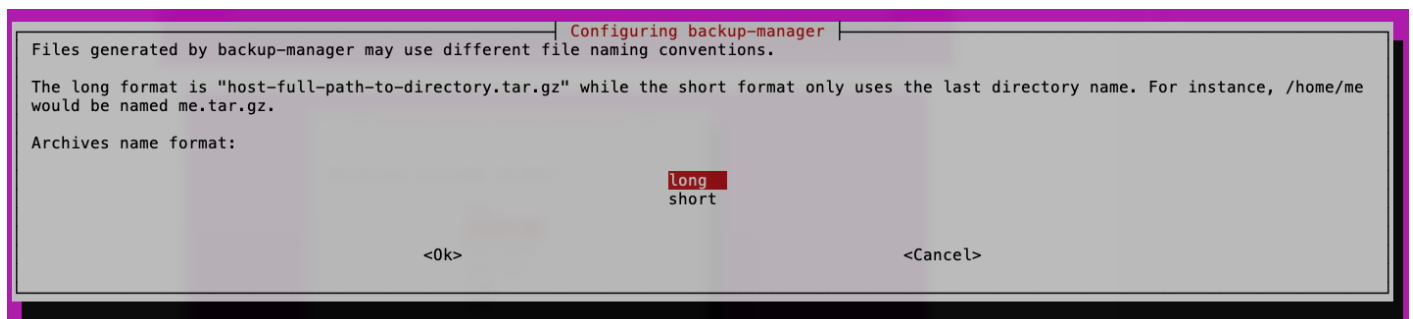 Configuring backup-manager
Files generated by backup-manager may use different file naming conventions.
The long format is "host-full-path-to-directory.tar.gz" while the short format only uses the last directory name. For instance, /home/me
would be named me.tar.gz.
Archives name format:
long
short
<Ok> <Cancel>